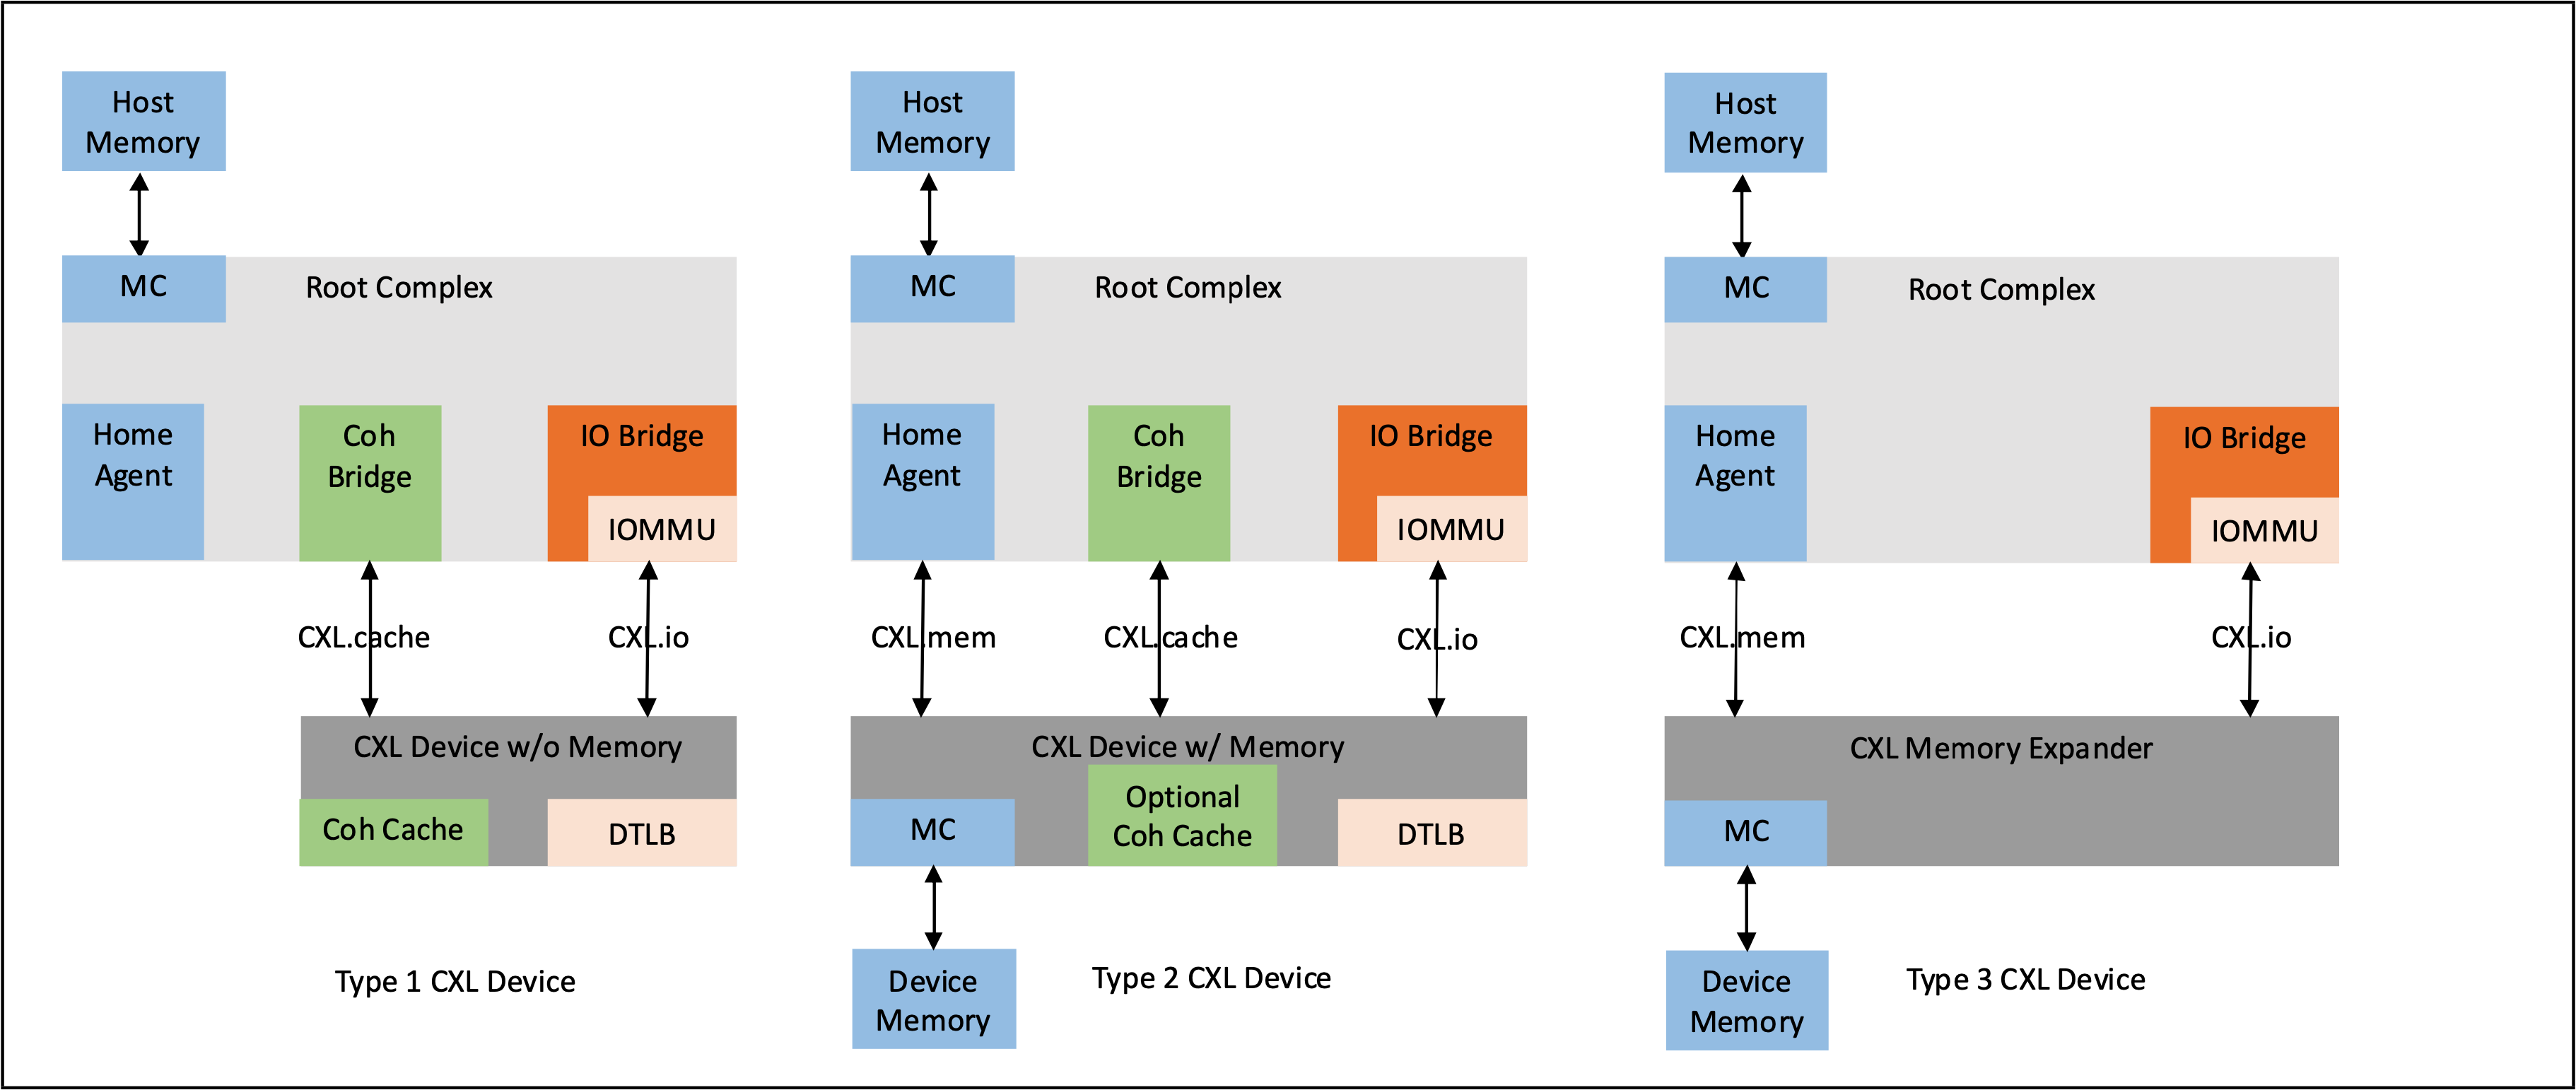 Host
Memory
MC
Root Complex
Home
Agent
Coh
Bridge
IO Bridge
IOMMU
CXL.cache
CXL.io
CXL Device w/o Memory
Coh Cache
DTLB
Type 1 CXL Device
Host
Memory
MC
Root Complex
Home
Agent
Coh
Bridge
IO Bridge
IOMMU
CXL.mem
CXL.cache
CXL.io
CXL Device w/ Memory
MC
Optional
Coh Cache
DTLB
Device
Memory
Type 2 CXL Device
Host
Memory
MC
Root Complex
Home
Agent
IO Bridge
IOMMU
CXL.mem
CXL.io
CXL Memory Expander
MC
Device
Memory
Type 3 CXL Device